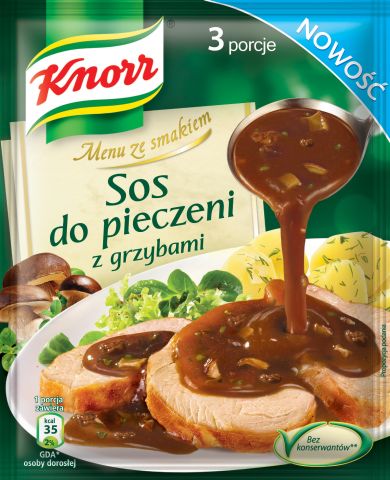 Knorr®
3 porcje
NOWOŚĆ
Menu ze smakiem
Sos
do pieczeni
z grzybami
Propozycja podania
1 porcja
zawiera
kcal
35
2%
GDA*
osoby dorosłej
Bez
konserwantów**